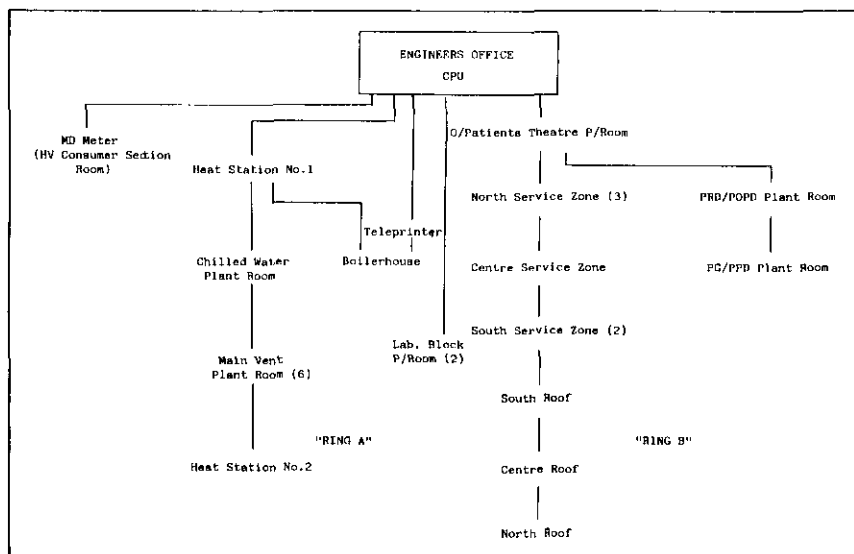 ENGINEERS OFFICE
CPU
MD Meter
(HV Consumer Section
Room)
Heat Station No.1
O/Patients Theatre P/Room
North Service Zone (3)
PRD/POPD Plant Room
Teleprinter
Boilerhouse
Chilled Water
Plant Room
Centre Service Zone
PG/PPD Plant Room
South Service Zone (2)
Lab. Block
P/Room (2)
Main Vent
Plant Room (6)
South Roof
"RING A"
"RING B"
Heat Station No.2
Centre Roof
North Roof